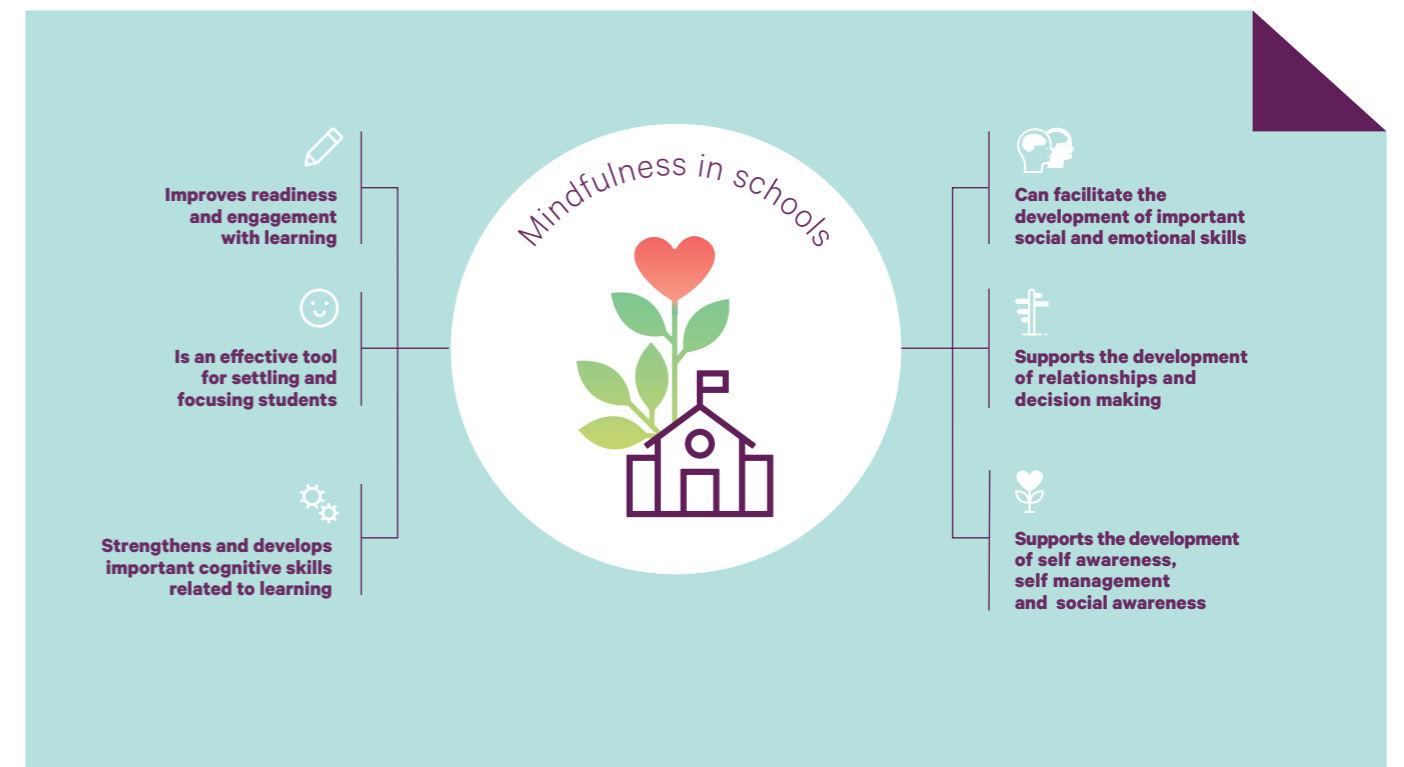 Mindfulness in schools
Improves readiness
and engagement
with learning
Is an effective tool
for settling and
focusing students
Strengthens and develops
important cognitive skills
related to learning
Can facilitate the
development of important
social and emotional skills
Supports the development
of relationships and
decision making
Supports the development
of self awareness,
self management
and social awareness